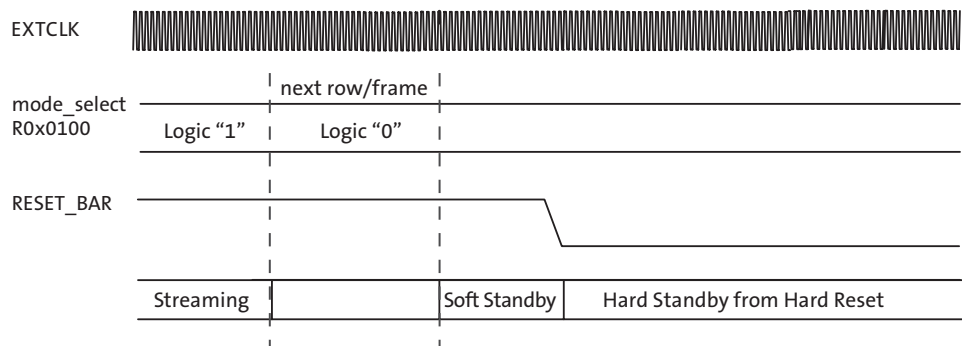 EXTCLK
next row/frame
mode_select
R0x0100
Logic “1”
Logic “0”
RESET_BAR
Streaming
Soft Standby
Hard Standby from Hard Reset